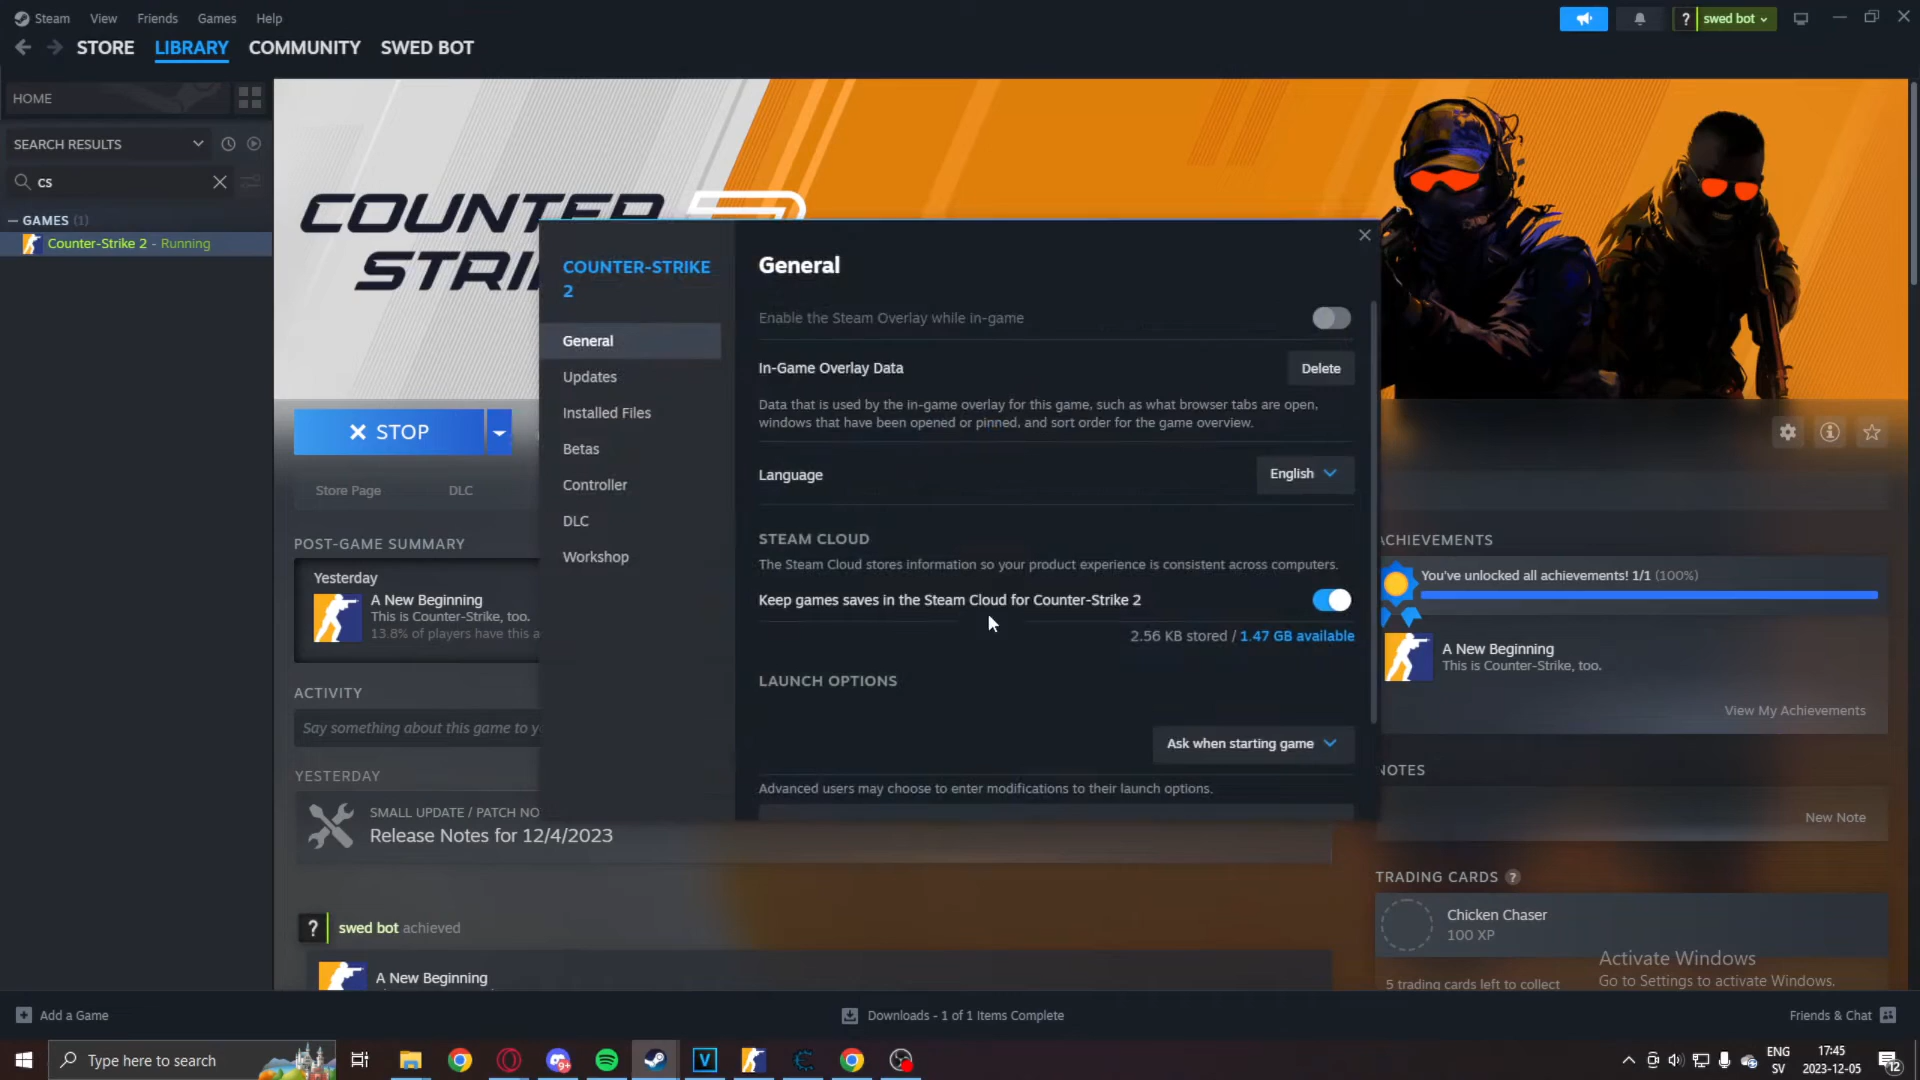 Steam View Friends Games Help
? swed bot
STORE LIBRARY COMMUNITY SWED BOT
HOME
SEARCH RESULTS
cs
GAMES (1)
Counter-Strike 2 - Running
COUNTER
STRI
COUNTER-STRIKE
2
General
Updates
Installed Files
Betas
Controller
DLC
Workshop
General
Enable the Steam Overlay while in-game
In-Game Overlay Data
Delete
Data that is used by the in-game overlay for this game, such as what browser tabs are open,
windows that have been opened or pinned, and sort order for the game overview.
Language
English
STEAM CLOUD
The Steam Cloud stores information so your product experience is consistent across computers.
Keep games saves in the Steam Cloud for Counter-Strike 2
2.56 KB stored / 1.47 GB available
LAUNCH OPTIONS
Ask when starting game
Advanced users may choose to enter modifications to their launch options.
STOP
Store Page DLC
POST-GAME SUMMARY
Yesterday
A New Beginning
This is Counter-Strike, too.
13.8% of players have this a
ACTIVITY
Say something about this game to y
YESTERDAY
SMALL UPDATE / PATCH NO
Release Notes for 12/4/2023
? swed bot achieved
A New Beginning
ACHIEVEMENTS
You've unlocked all achievements! 1/1 (100%)
A New Beginning
This is Counter-Strike, too.
View My Achievements
NOTES
New Note
TRADING CARDS ?
Chicken Chaser
100 XP
5 trading cards left to collect
Activate Windows
Go to Settings to activate Windows.
Add a Game
Downloads - 1 of 1 Items Complete
Friends & Chat
Type here to search
9+
V
ENG
SV
17:45
2023-12-05
12